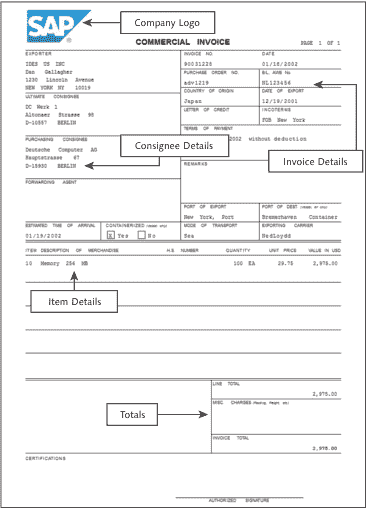 SAP
Company Logo
COMMERCIAL INVOICE
PAGE 1 OF 1
EXPORTER
IDES US INC
Dan Gallagher
1230 Lincoln Avenue
NEW YORK NY 10019
INVOICE NO.
90031225
DATE
01/18/2002
PURCHASE ORDER NO.
adv1219
BILL AWB No
HL123456
COUNTRY OF ORIGIN
Japan
DATE OF EXPORT
12/19/2001
ULTIMATE CONSIGNEE
DC Werk 1
Altonaer Strasse 98
D-10557 BERLIN
LETTER OF CREDIT
INCOTERMS
FOB New York
TERMS OF PAYMENT
2002 without deduction
PURCHASING CONSIGNEE
Deutsche Computer AG
Hauptstrasse 67
D-15930 BERLIN
Consignee Details
Invoice Details
REMARKS
FORWARDING AGENT
PORT OF EXPORT
New York, Port
PORT OF DEST
Bremerhaven Container
ESTIMATED TIME OF ARRIVAL
01/19/2002
CONTAINERIZED
X Yes No
MODE OF TRANSPORT
Sea
EXPORTING CARRIER
Nedloydd
ITEM DESCRIPTION OF MERCHANDISE H.S. NUMBER QUANTITY UNIT PRICE VALUE IN USD
10 Memory 256 MB 100 EA 29.75 2,975.00
Item Details
LINE TOTAL
2,975.00
Totals
MISC. CHARGES
INVOICE TOTAL
2,975.00
CERTIFICATIONS
AUTHORIZED SIGNATURE